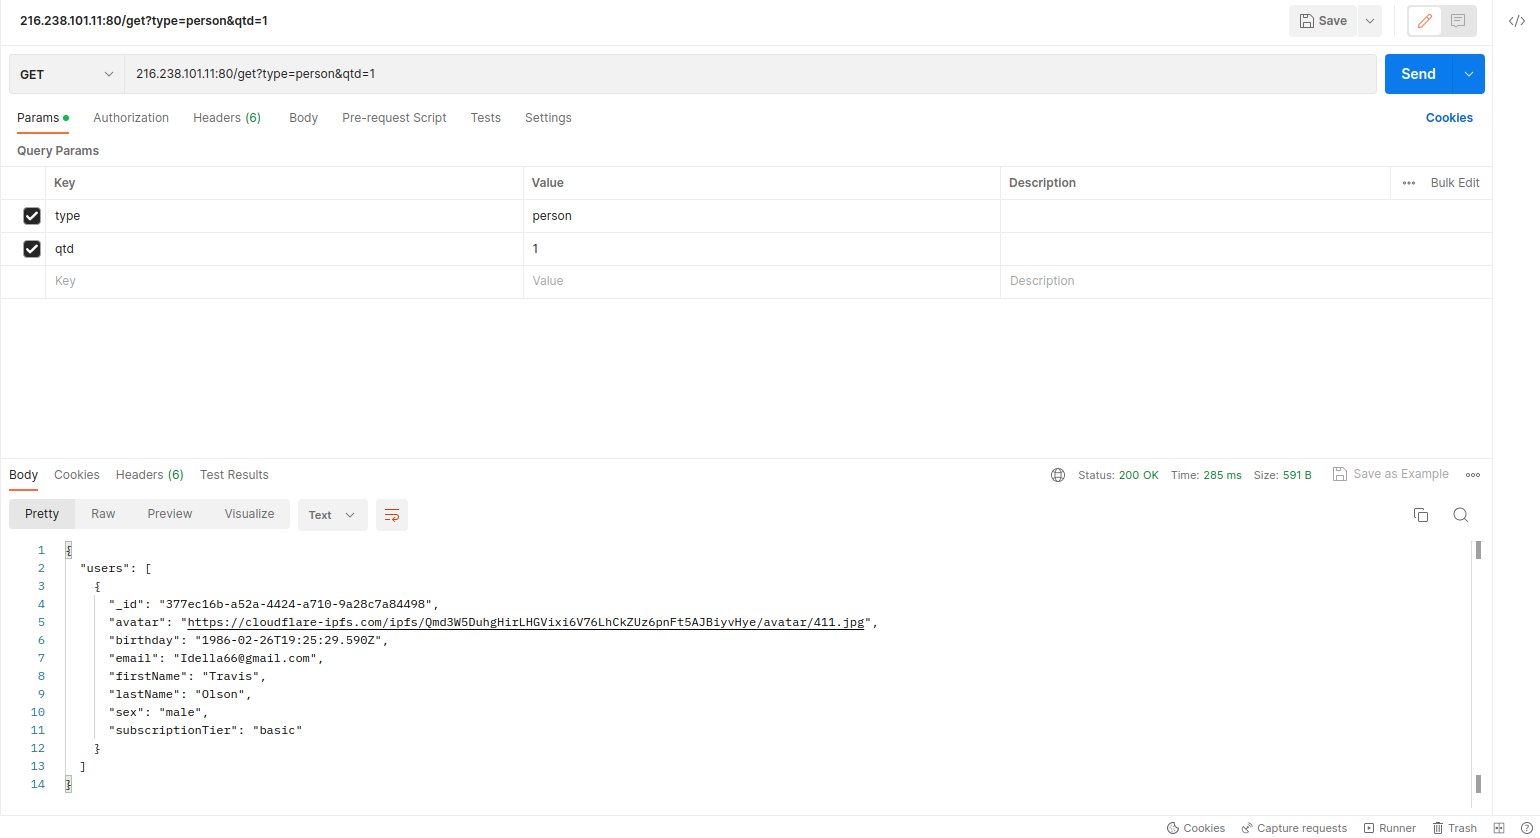 216.238.101.11:80/get?type=person&qtd=1
Save
GET
216.238.101.11:80/get?type=person&qtd=1
Send
Params
Authorization
Headers (6)
Body
Pre-request Script
Tests
Settings
Cookies
Query Params
Key Value Description ••• Bulk Edit
type person
qtd 1
Key Value Description
Body Cookies Headers (6) Test Results
Status: 200 OK Time: 285 ms Size: 591 B Save as Example
Pretty Raw Preview Visualize Text
1 {
2 "users": [
3 {
4 "_id": "377ec16b-a52a-4424-a710-9a28c7a84498",
5 "avatar": "https://cloudflare-ipfs.com/ipfs/Qmd3W5DuhgHirLHGVixi6V76LhCkZUz6pnFt5AJBiyvHye/avatar/411.jpg",
6 "birthday": "1986-02-26T19:25:29.590Z",
7 "email": "Idella66@gmail.com",
8 "firstName": "Travis",
9 "lastName": "Olson",
10 "sex": "male",
11 "subscriptionTier": "basic"
12 }
13 ]
14 }
Cookies Capture requests Runner Trash